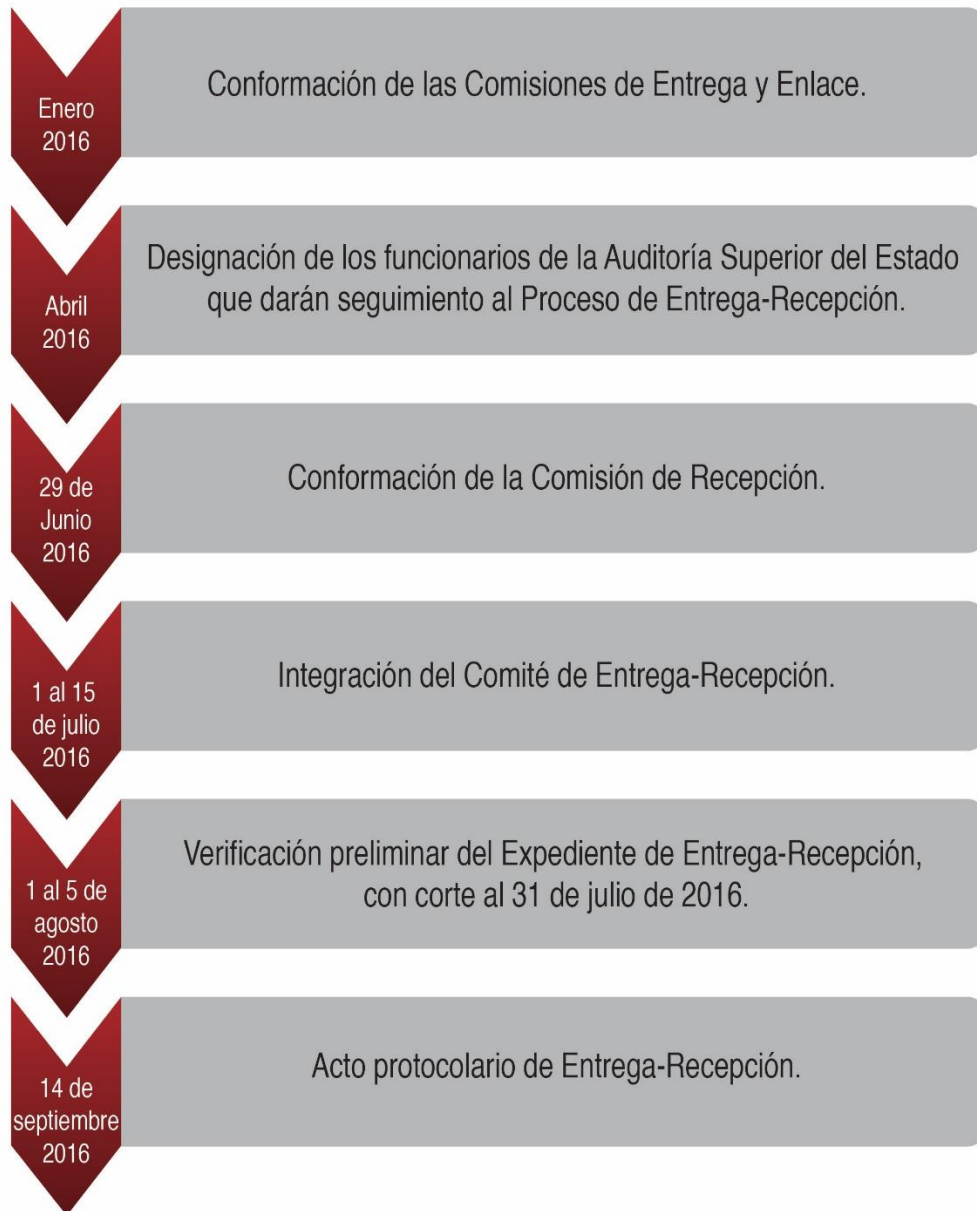 Enero
2016
Conformación de las Comisiones de Entrega y Enlace.
Abril
2016
Designación de los funcionarios de la Auditoría Superior del Estado
que darán seguimiento al Proceso de Entrega-Recepción.
29 de
Junio
2016
Conformación de la Comisión de Recepción.
1 al 15
de julio
2016
Integración del Comité de Entrega-Recepción.
1 al 5 de
agosto
2016
Verificación preliminar del Expediente de Entrega-Recepción,
con corte al 31 de julio de 2016.
14 de
septiembre
2016
Acto protocolario de Entrega-Recepción.